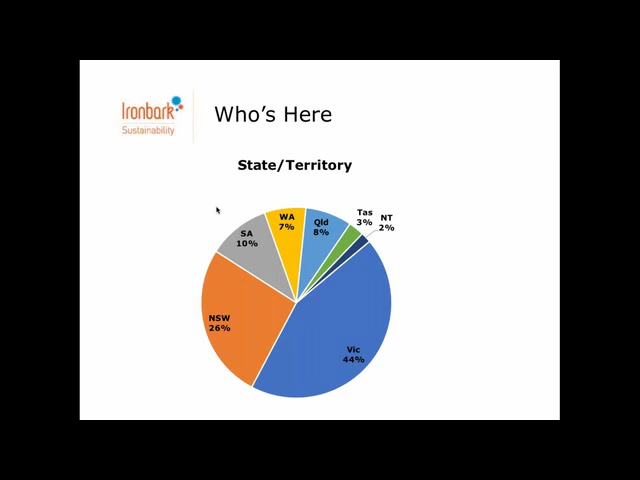 Ironbark
Sustainability
Who's Here
State/Territory
WA
7%
Qld
8%
Tas
3%
NT
2%
SA
10%
NSW
26%
Vic
44%